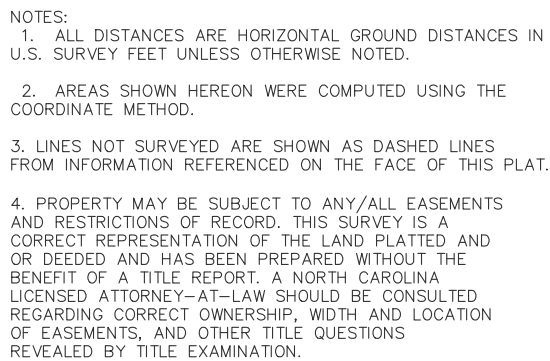 NOTES:
1. ALL DISTANCES ARE HORIZONTAL GROUND DISTANCES IN
U.S. SURVEY FEET UNLESS OTHERWISE NOTED.
2. AREAS SHOWN HEREON WERE COMPUTED USING THE
COORDINATE METHOD.
3. LINES NOT SURVEYED ARE SHOWN AS DASHED LINES
FROM INFORMATION REFERENCED ON THE FACE OF THIS PLAT.
4. PROPERTY MAY BE SUBJECT TO ANY/ALL EASEMENTS
AND RESTRICTIONS OF RECORD. THIS SURVEY IS A
CORRECT REPRESENTATION OF THE LAND PLATTED AND
OR DEEDED AND HAS BEEN PREPARED WITHOUT THE
BENEFIT OF A TITLE REPORT. A NORTH CAROLINA
LICENSED ATTORNEY-AT-LAW SHOULD BE CONSULTED
REGARDING CORRECT OWNERSHIP, WIDTH AND LOCATION
OF EASEMENTS, AND OTHER TITLE QUESTIONS
REVEALED BY TITLE EXAMINATION.